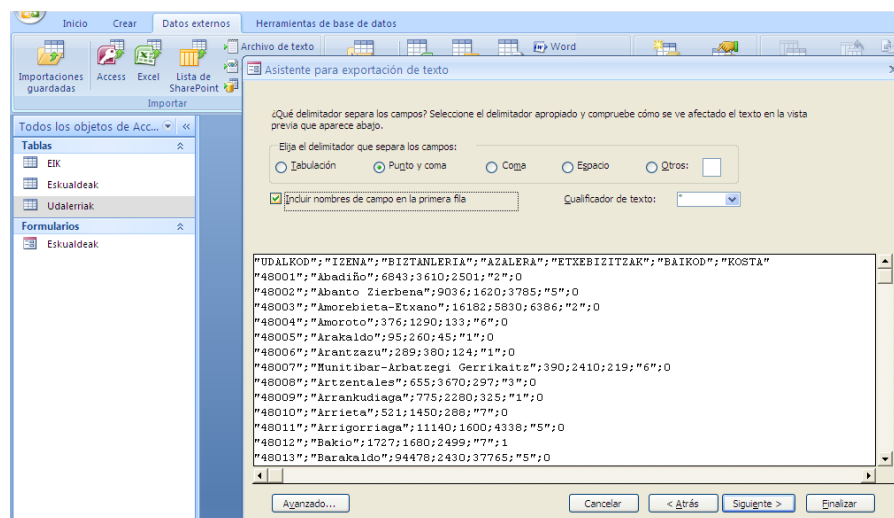 Inicio Crear Datos externos Herramientas de base de datos
Importaciones guardadas
Access
Excel
Lista de SharePoint
Archivo de texto
Word
Importar
Asistente para exportación de texto
Todos los objetos de Acc...
Tablas
EIK
Eskualdeak
Udalerriak
Formularios
Eskualdeak
¿Qué delimitador separa los campos? Seleccione el delimitador apropiado y compruebe cómo se ve afectado el texto en la vista
previa que aparece abajo.
Elija el delimitador que separa los campos:
Tabulación Punto y coma Coma Espacio Otros:
Incluir nombres de campo en la primera fila Cualificador de texto: "
"UDALKOD";"IZENA";"BIZTANLERIA";"AZALERA";"ETXEBIZITZAK";"BAIKOD";"KOSTA"
"48001";"Abadiño";6843;3610;2501;"2";0
"48002";"Abanto Zierbena";9036;1620;3785;"5";0
"48003";"Amorebieta-Etxano";16182;5830;6386;"2";0
"48004";"Amoroto";376;1290;133;"6";0
"48005";"Arakaldo";95;260;45;"1";0
"48006";"Arantzazu";289;380;124;"1";0
"48007";"Munitibar-Arbatzegi Gerrikaitz";390;2410;219;"6";0
"48008";"Artzentales";655;3670;297;"3";0
"48009";"Arrankudiaga";775;2280;325;"1";0
"48010";"Arrieta";521;1450;288;"7";0
"48011";"Arrigorriaga";11140;1600;4338;"5";0
"48012";"Bakio";1727;1680;2499;"7";1
"48013";"Barakaldo";94478;2430;37765;"5";0
Avanzado... Cancelar < Atrás Siguiente > Finalizar